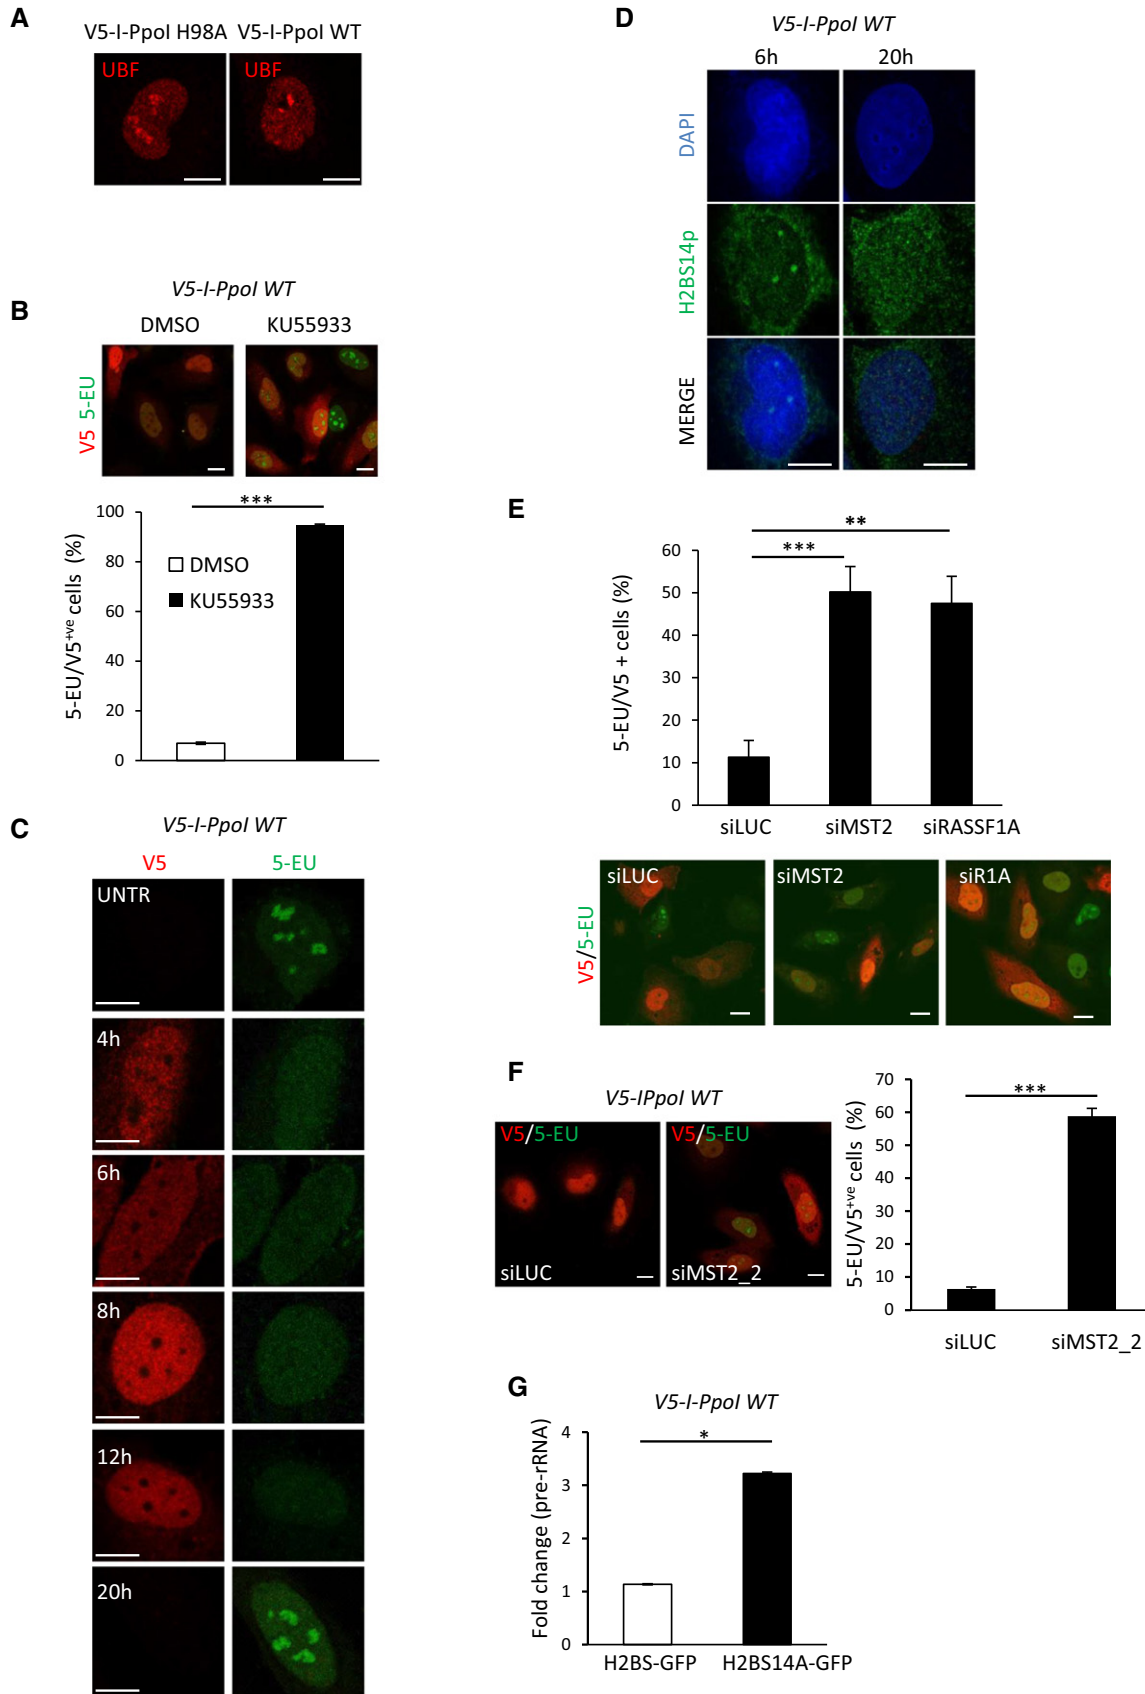 A
V5-I-PpoI H98A V5-I-PpoI WT
UBF UBF
B
V5-I-PpoI WT
DMSO KU55933
V5 5-EU
***
5-EU/V5+ve cells (%)
100
80
60
40
20
0
DMSO
KU55933
C
V5-I-PpoI WT
V5 5-EU
UNTR
4h
6h
8h
12h
20h
D
V5-I-PpoI WT
6h 20h
DAPI
H2BS14p
MERGE
E
**
***
5-EU/V5 + cells (%)
60
50
40
30
20
10
0
siLUC siMST2 siRASSF1A
V5/5-EU
siLUC siMST2 siR1A
F
V5-IPpoI WT
V5/5-EU V5/5-EU
siLUC siMST2_2
***
5-EU/V5+ve cells (%)
70
60
50
40
30
20
10
0
siLUC siMST2_2
G
V5-I-PpoI WT
*
Fold change (pre-rRNA)
4
3
2
1
0
H2BS-GFP H2BS14A-GFP